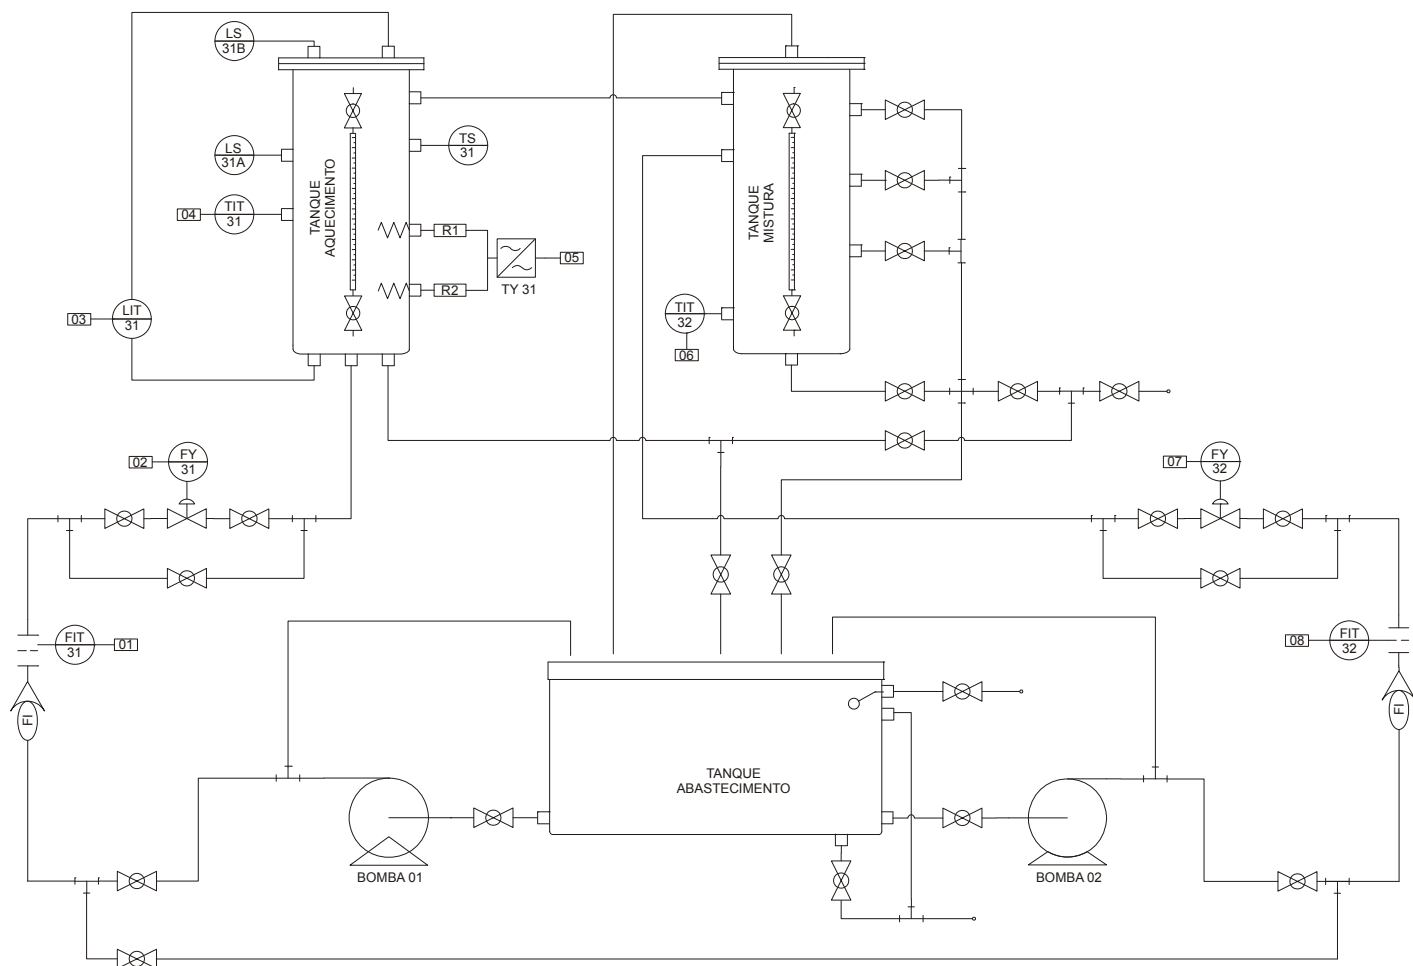 LS
31B
LS
31A
TIT
31
04
TANQUE
AQUECIMENTO
TS
31
R1
R2
TY 31
05
LIT
31
03
TANQUE
MISTURA
TIT
32
06
FY
31
02
FY
32
07
FIT
31
01
FIT
32
08
FI
FI
TANQUE
ABASTECIMENTO
BOMBA 01
BOMBA 02